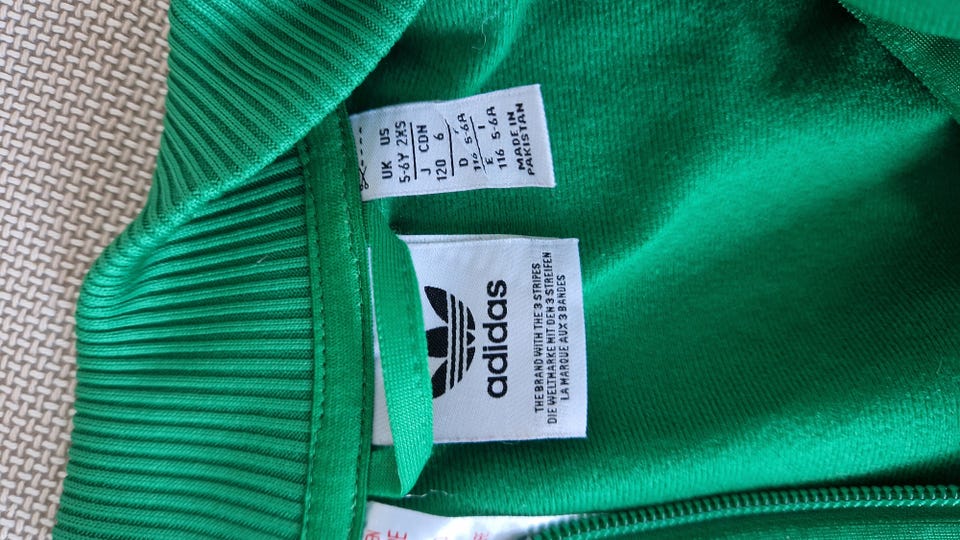 UK US
5-6Y 2XS
J CDN
120 6
D I
116 5-6A
E
116 5-6A
MADE IN
PAKISTAN
adidas
THE BRAND WITH THE 3 STRIPES
DIE WELTMARKE MIT DEN 3 STREIFEN
LA MARQUE AUX 3 BANDES